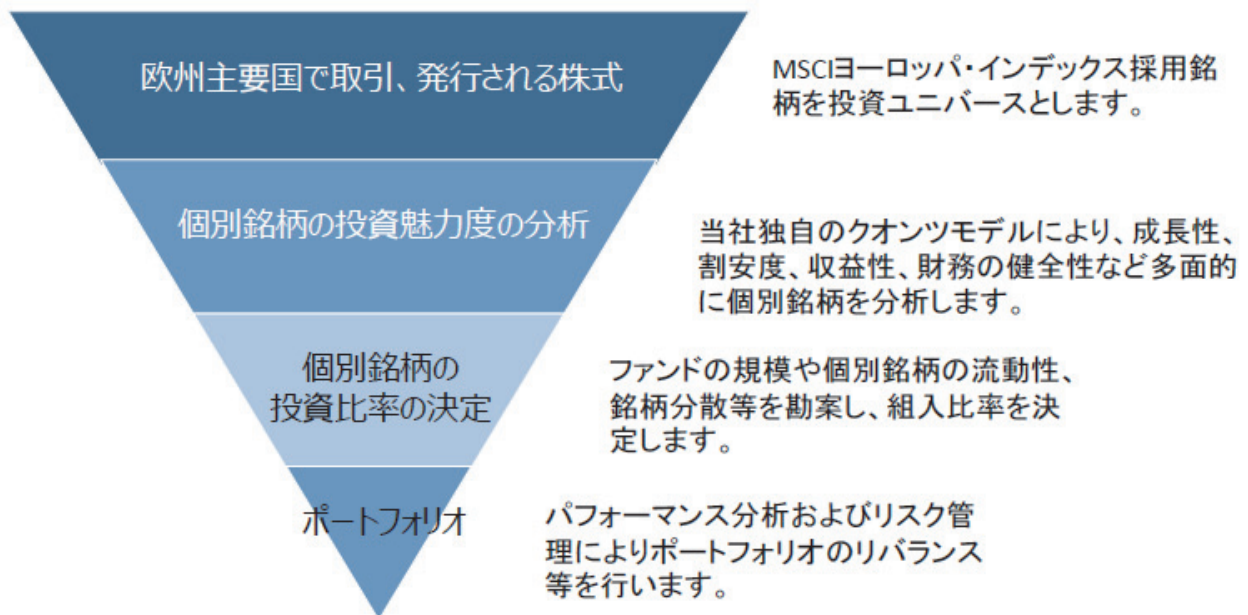 欧州主要国で取引、発行される株式
MSCIヨーロッパ・インデックス採用銘
柄を投資ユニバースとします。
個別銘柄の投資魅力度の分析
当社独自のクオンツモデルにより、成長性、
割安度、収益性、財務の健全性など多面的
に個別銘柄を分析します。
個別銘柄の
投資比率の決定
ファンドの規模や個別銘柄の流動性、
銘柄分散等を勘案し、組入比率を決
定します。
ポートフォリオ
パフォーマンス分析およびリスク管
理によりポートフォリオのリバランス
等を行います。